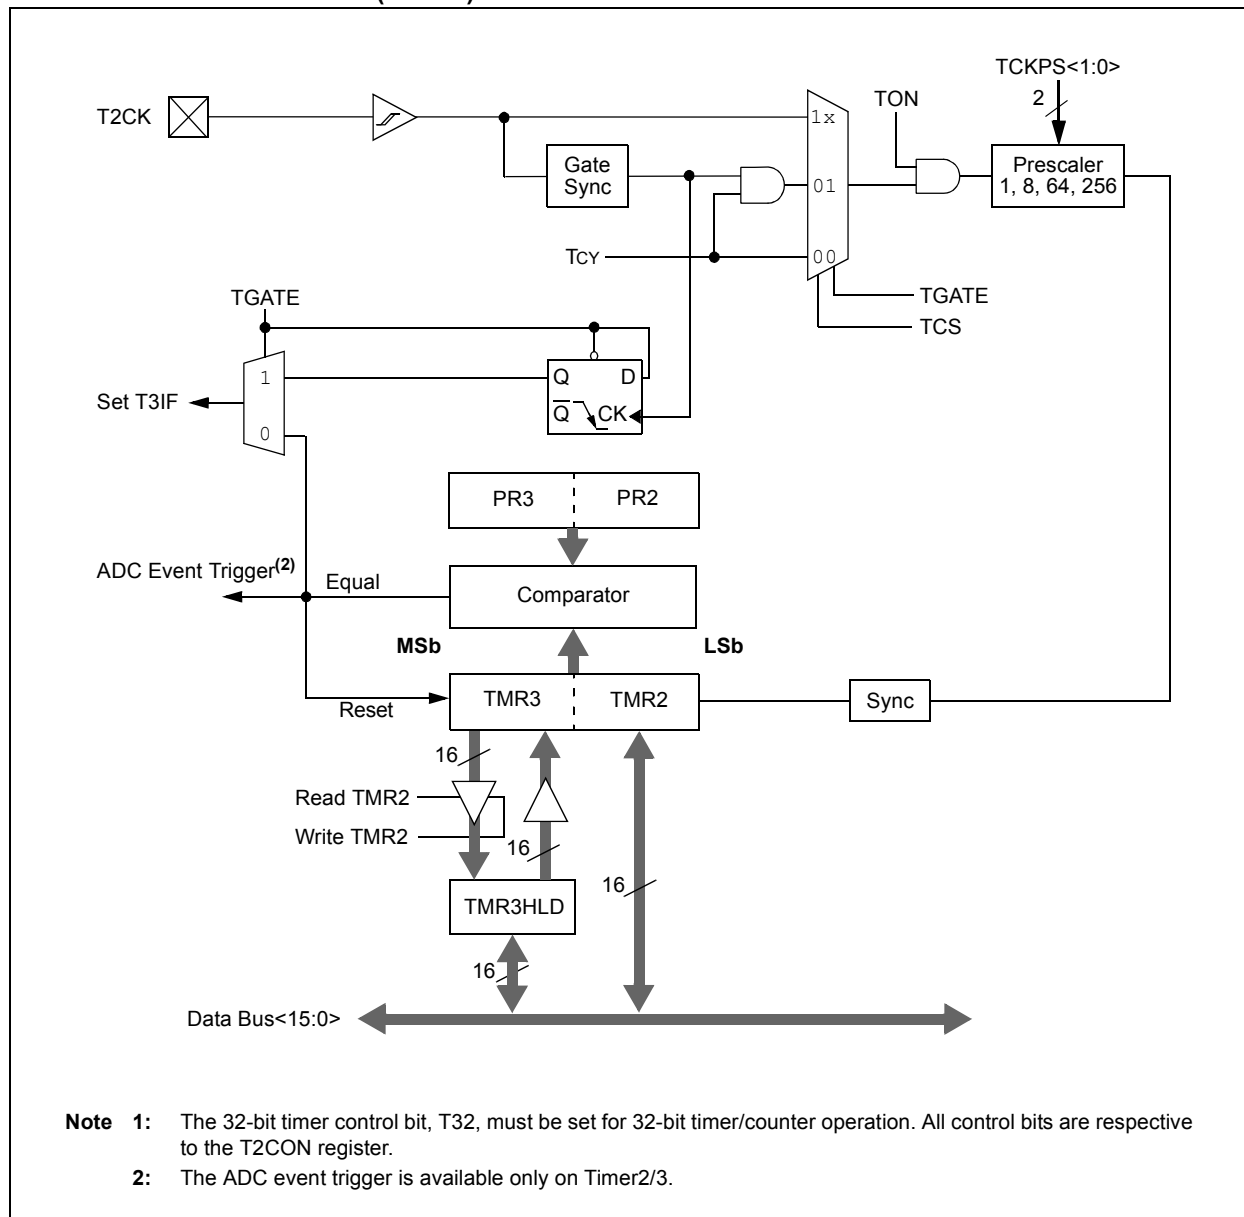 TCKPS<1:0>
2
TON
T2CK
1x
Gate
Sync
Prescaler
1, 8, 64, 256
01
TCY
00
TGATE
TGATE
TCS
1
Q D
Set T3IF
Q CK
0
PR3 PR2
ADC Event Trigger(2)
Equal
Comparator
MSb LSb
TMR3 TMR2
Sync
Reset
16
Read TMR2
Write TMR2
16
16
TMR3HLD
16
Data Bus<15:0>
Note 1: The 32-bit timer control bit, T32, must be set for 32-bit timer/counter operation. All control bits are respective
to the T2CON register.
2: The ADC event trigger is available only on Timer2/3.